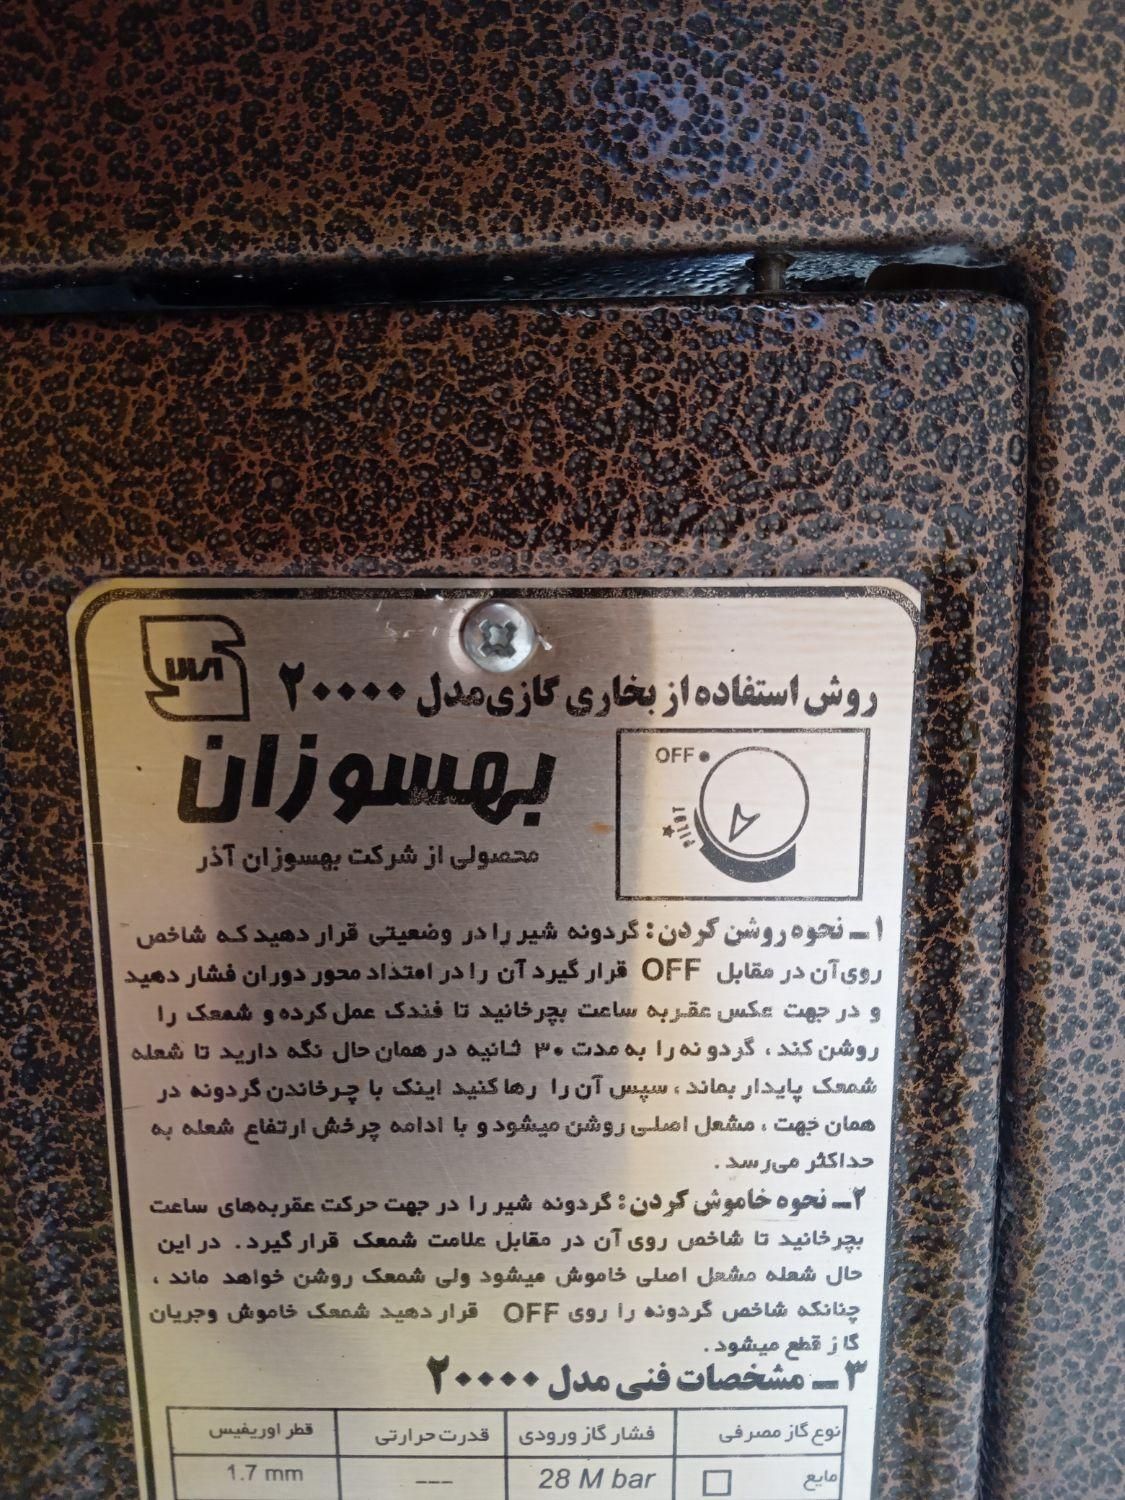 روش استفاده از بخاری گازی مدل ۲۰۰۰۰
بهسوزان
محصولی از شرکت بهسوزان آذر
OFF
PILOT
۱ـ نحوه روشن کردن: گردونه شیر را در وضعیتی قرار دهید که شاخص
روی آن در مقابل OFF قرار گیرد آن را در امتداد محور دوران فشار دهید
و در جهت عکس عقربه ساعت بچرخانید تا فندک عمل کرده و شمعک را
روشن کند ، گردونه را به مدت ۳۰ ثانیه در همان حال نگه دارید تا شعله
شمعک پایدار بماند ، سپس آن را رها کنید اینک با چرخاندن گردونه در
همان جهت ، مشعل اصلی روشن میشود و با ادامه چرخش ارتفاع شعله به
حداکثر می‌رسد .
۲ـ نحوه خاموش کردن: گردونه شیر را در جهت حرکت عقربه‌های ساعت
بچرخانید تا شاخص روی آن در مقابل علامت شمعک قرار گیرد . در این
حال شعله مشعل اصلی خاموش میشود ولی شمعک روشن خواهد ماند ،
چنانکه شاخص گردونه را روی OFF قرار دهید شمعک خاموش وجریان
گاز قطع میشود .
۳ـ مشخصات فنی مدل ۲۰۰۰۰
نوع گاز مصرفی فشار گاز ورودی قدرت حرارتی قطر اوریفیس
مایع 28 M bar --- 1.7 mm